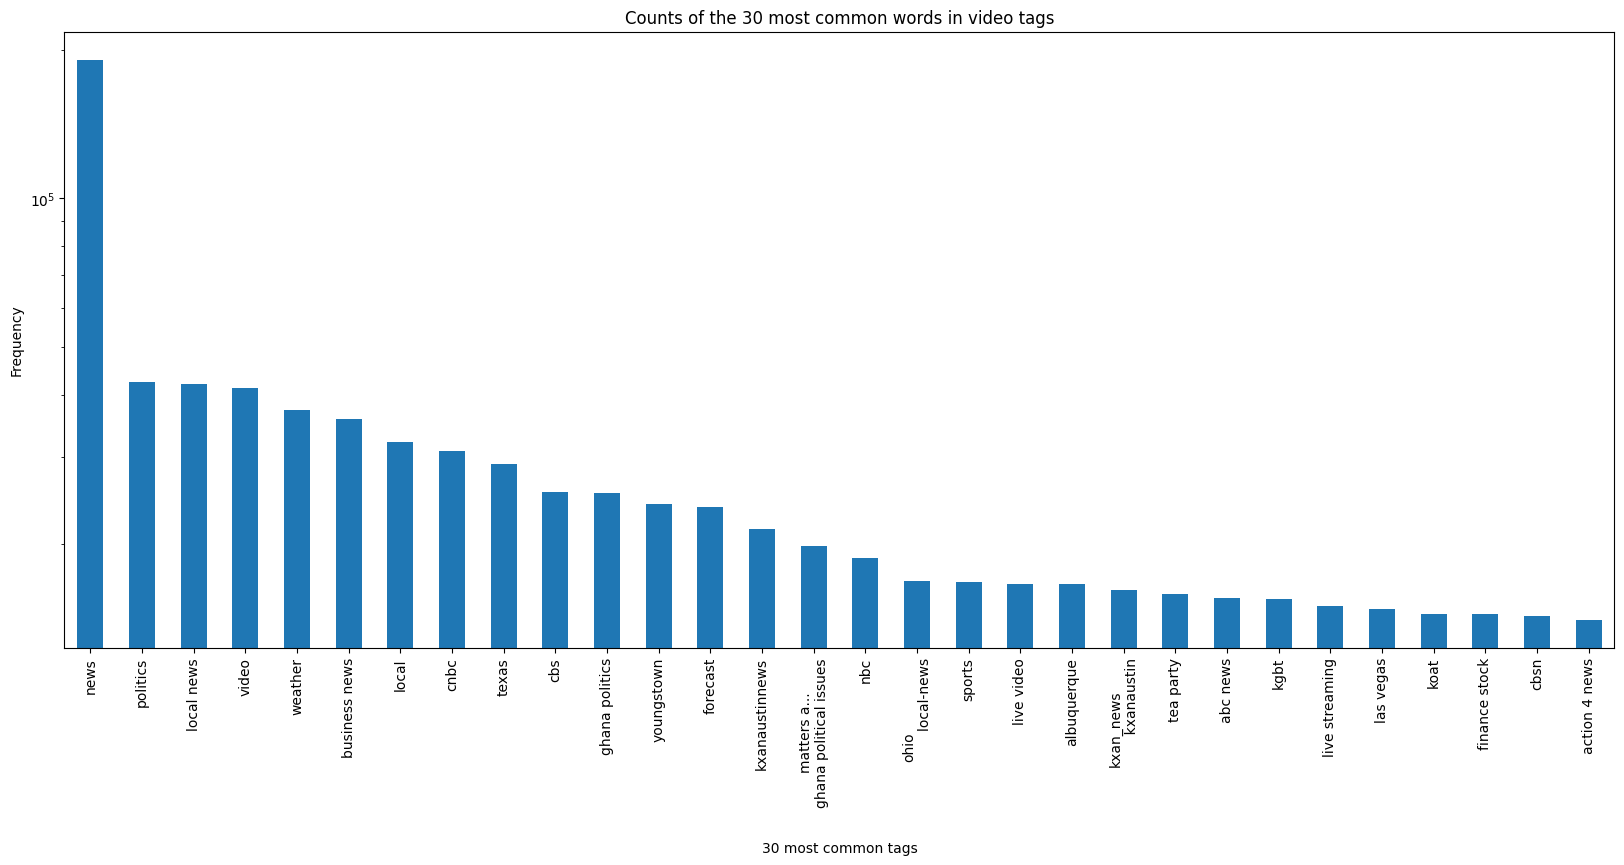 Counts of the 30 most common words in video tags
10^5
Frequency
news
politics
local news
video
weather
business news
local
cnbc
texas
cbs
ghana politics
youngstown
forecast
kxanaustinnews
matters a...
ghana political issues
nbc
ohio
local-news
sports
live video
albuquerque
kxan_news
kxanaustin
tea party
abc news
kgbt
live streaming
las vegas
koat
finance stock
cbsn
action 4 news
30 most common tags